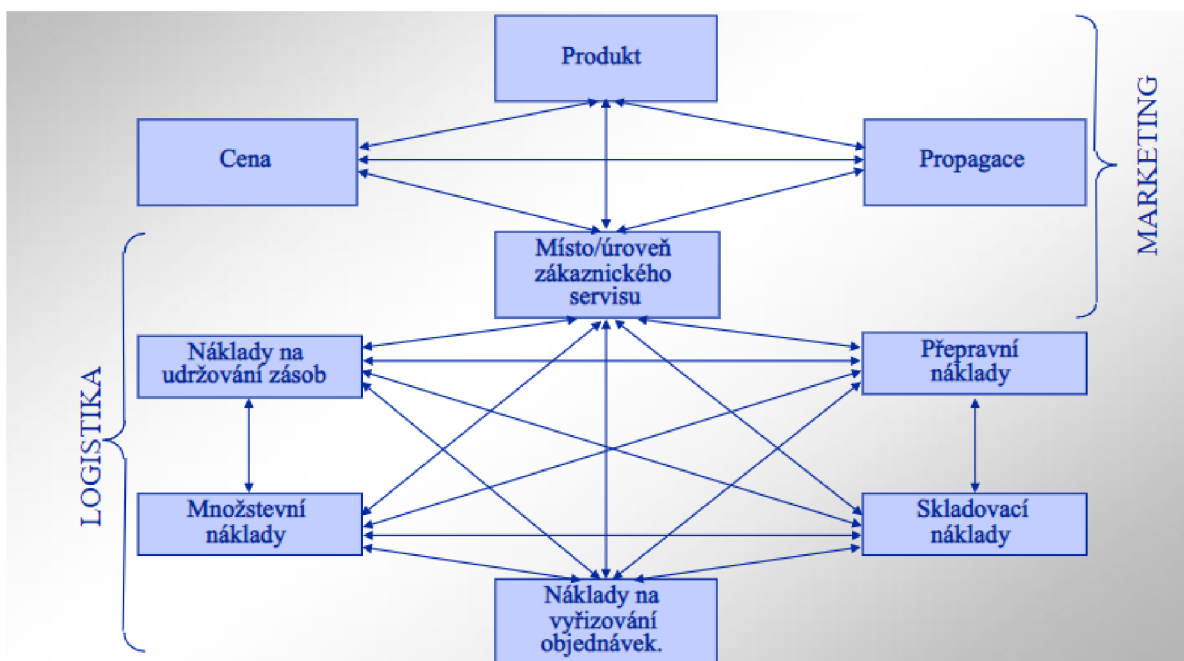 Produkt
MARKETING
Cena
Propagace
Místo/úroveň
zákaznického
servisu
LOGISTIKA
Náklady na
udržování zásob
Přepravní
náklady
Množstevní
náklady
Skladovací
náklady
Náklady na
vyřizování
objednávek.